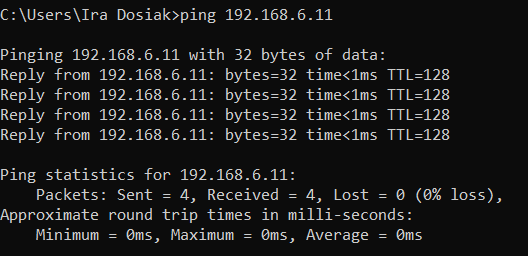 C:\Users\Ira Dosiak>ping 192.168.6.11
Pinging 192.168.6.11 with 32 bytes of data:
Reply from 192.168.6.11: bytes=32 time<1ms TTL=128
Reply from 192.168.6.11: bytes=32 time<1ms TTL=128
Reply from 192.168.6.11: bytes=32 time<1ms TTL=128
Reply from 192.168.6.11: bytes=32 time<1ms TTL=128
Ping statistics for 192.168.6.11:
    Packets: Sent = 4, Received = 4, Lost = 0 (0% loss),
Approximate round trip times in milli-seconds:
    Minimum = 0ms, Maximum = 0ms, Average = 0ms